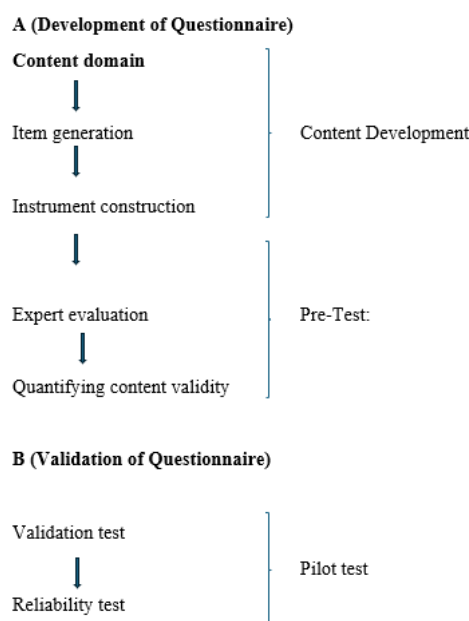 A (Development of Questionnaire)
Content domain
Item generation
Content Development
Instrument construction
Expert evaluation
Pre-Test:
Quantifying content validity
B (Validation of Questionnaire)
Validation test
Pilot test
Reliability test